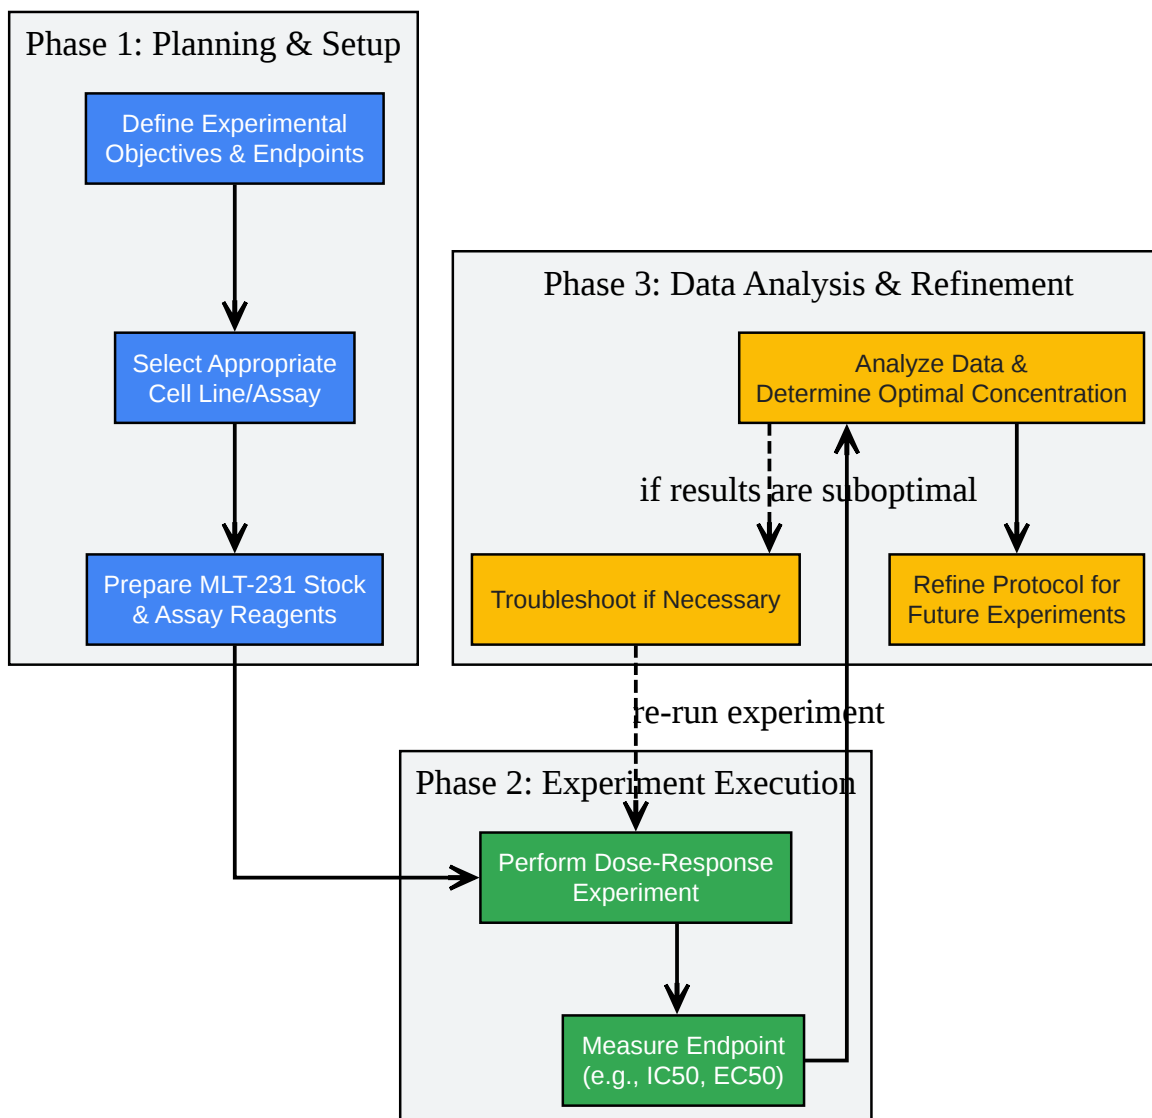 Phase 1: Planning & Setup
Define Experimental
Objectives & Endpoints
Select Appropriate
Cell Line/Assay
Prepare MLT-231 Stock
& Assay Reagents
Phase 3: Data Analysis & Refinement
Analyze Data &
Determine Optimal Concentration
if results are suboptimal
Troubleshoot if Necessary
Refine Protocol for
Future Experiments
re-run experiment
Phase 2: Experiment Execution
Perform Dose-Response
Experiment
Measure Endpoint
(e.g., IC50, EC50)